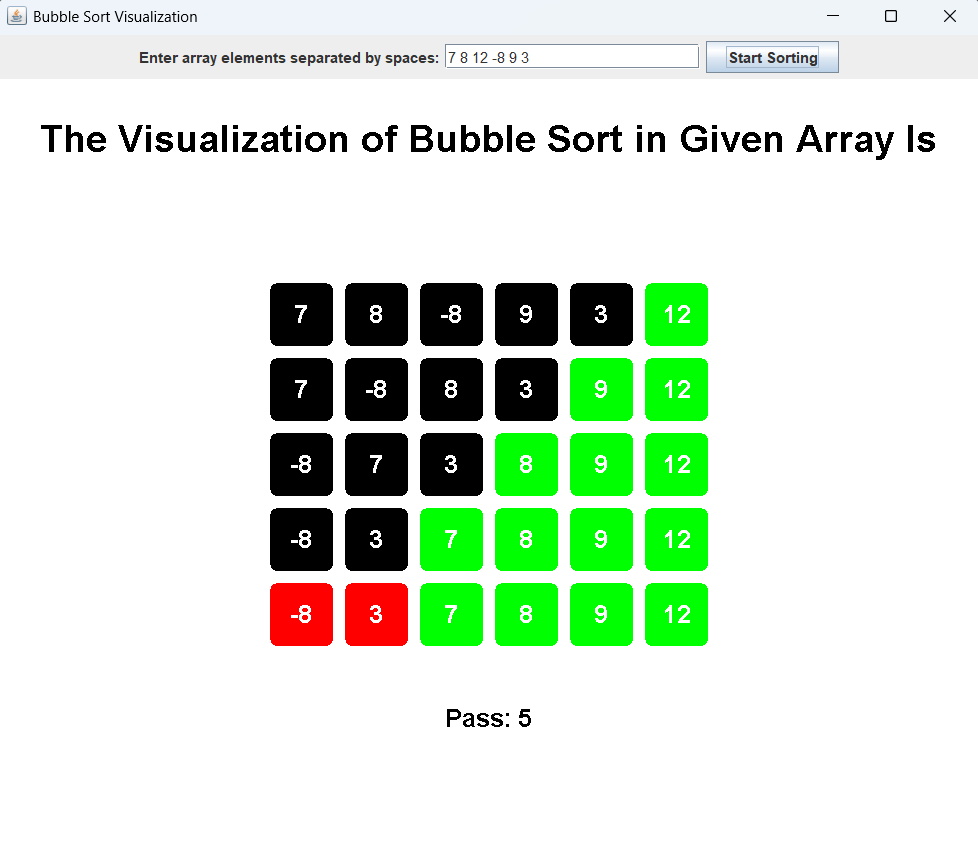 Bubble Sort Visualization
Enter array elements separated by spaces: 7 8 12 -8 9 3 Start Sorting
The Visualization of Bubble Sort in Given Array Is
7 8 -8 9 3 12
7 -8 8 3 9 12
-8 7 3 8 9 12
-8 3 7 8 9 12
-8 3 7 8 9 12
Pass: 5